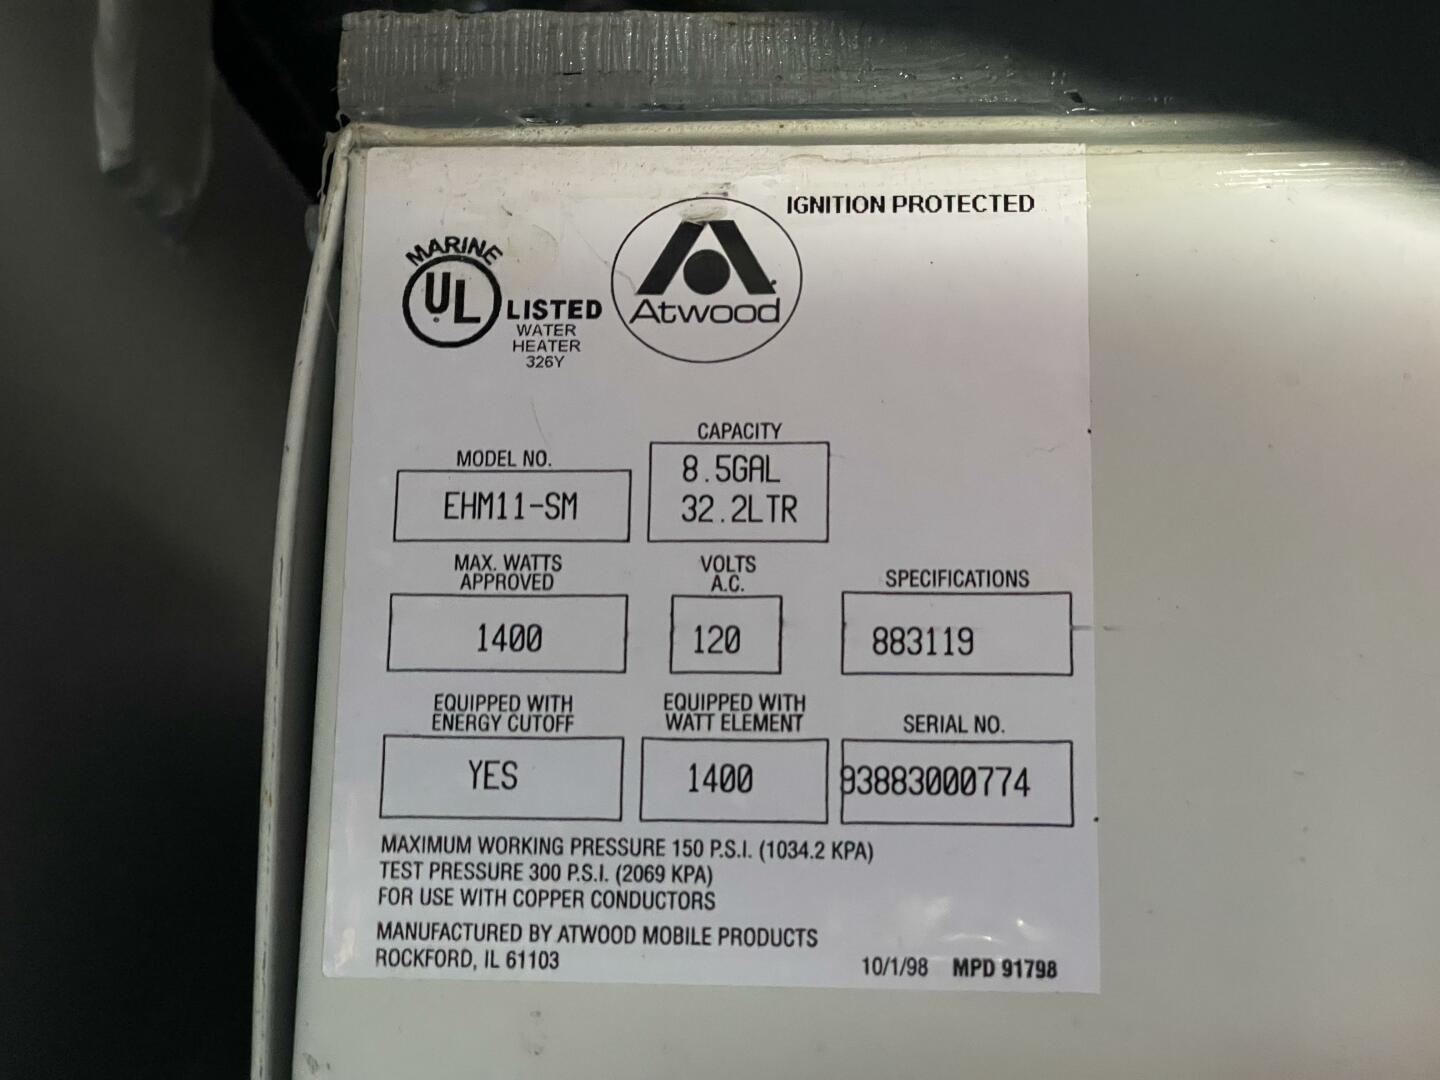 IGNITION PROTECTED
MARINE
UL LISTED
WATER
HEATER
326Y
Atwood
CAPACITY
8.5GAL
32.2LTR
MODEL NO.
EHM11-SM
MAX. WATTS
APPROVED
1400
VOLTS
A.C.
120
SPECIFICATIONS
883119
EQUIPPED WITH
ENERGY CUTOFF
YES
EQUIPPED WITH
WATT ELEMENT
1400
SERIAL NO.
93883000774
MAXIMUM WORKING PRESSURE 150 P.S.I. (1034.2 KPA)
TEST PRESSURE 300 P.S.I. (2069 KPA)
FOR USE WITH COPPER CONDUCTORS
MANUFACTURED BY ATWOOD MOBILE PRODUCTS
ROCKFORD, IL 61103
10/1/98 MPD 91798